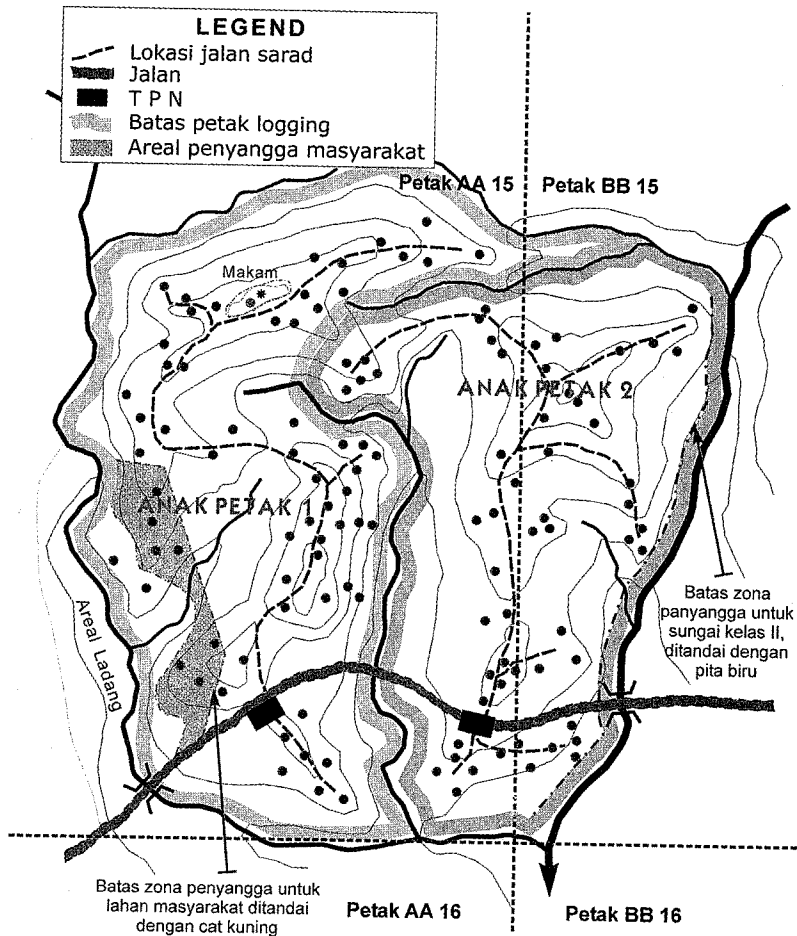 LEGEND
Lokasi jalan sarad
Jalan
T P N
Batas petak logging
Areal penyangga masyarakat
Petak AA 15
Petak BB 15
Makam
ANAK PETAK 2
ANAK PETAK 1
Areal Ladang
Batas zona
panyangga untuk
sungai kelas II,
ditandai dengan
pita biru
Batas zona penyangga untuk
lahan masyarakat ditandai
dengan cat kuning
Petak AA 16
Petak BB 16